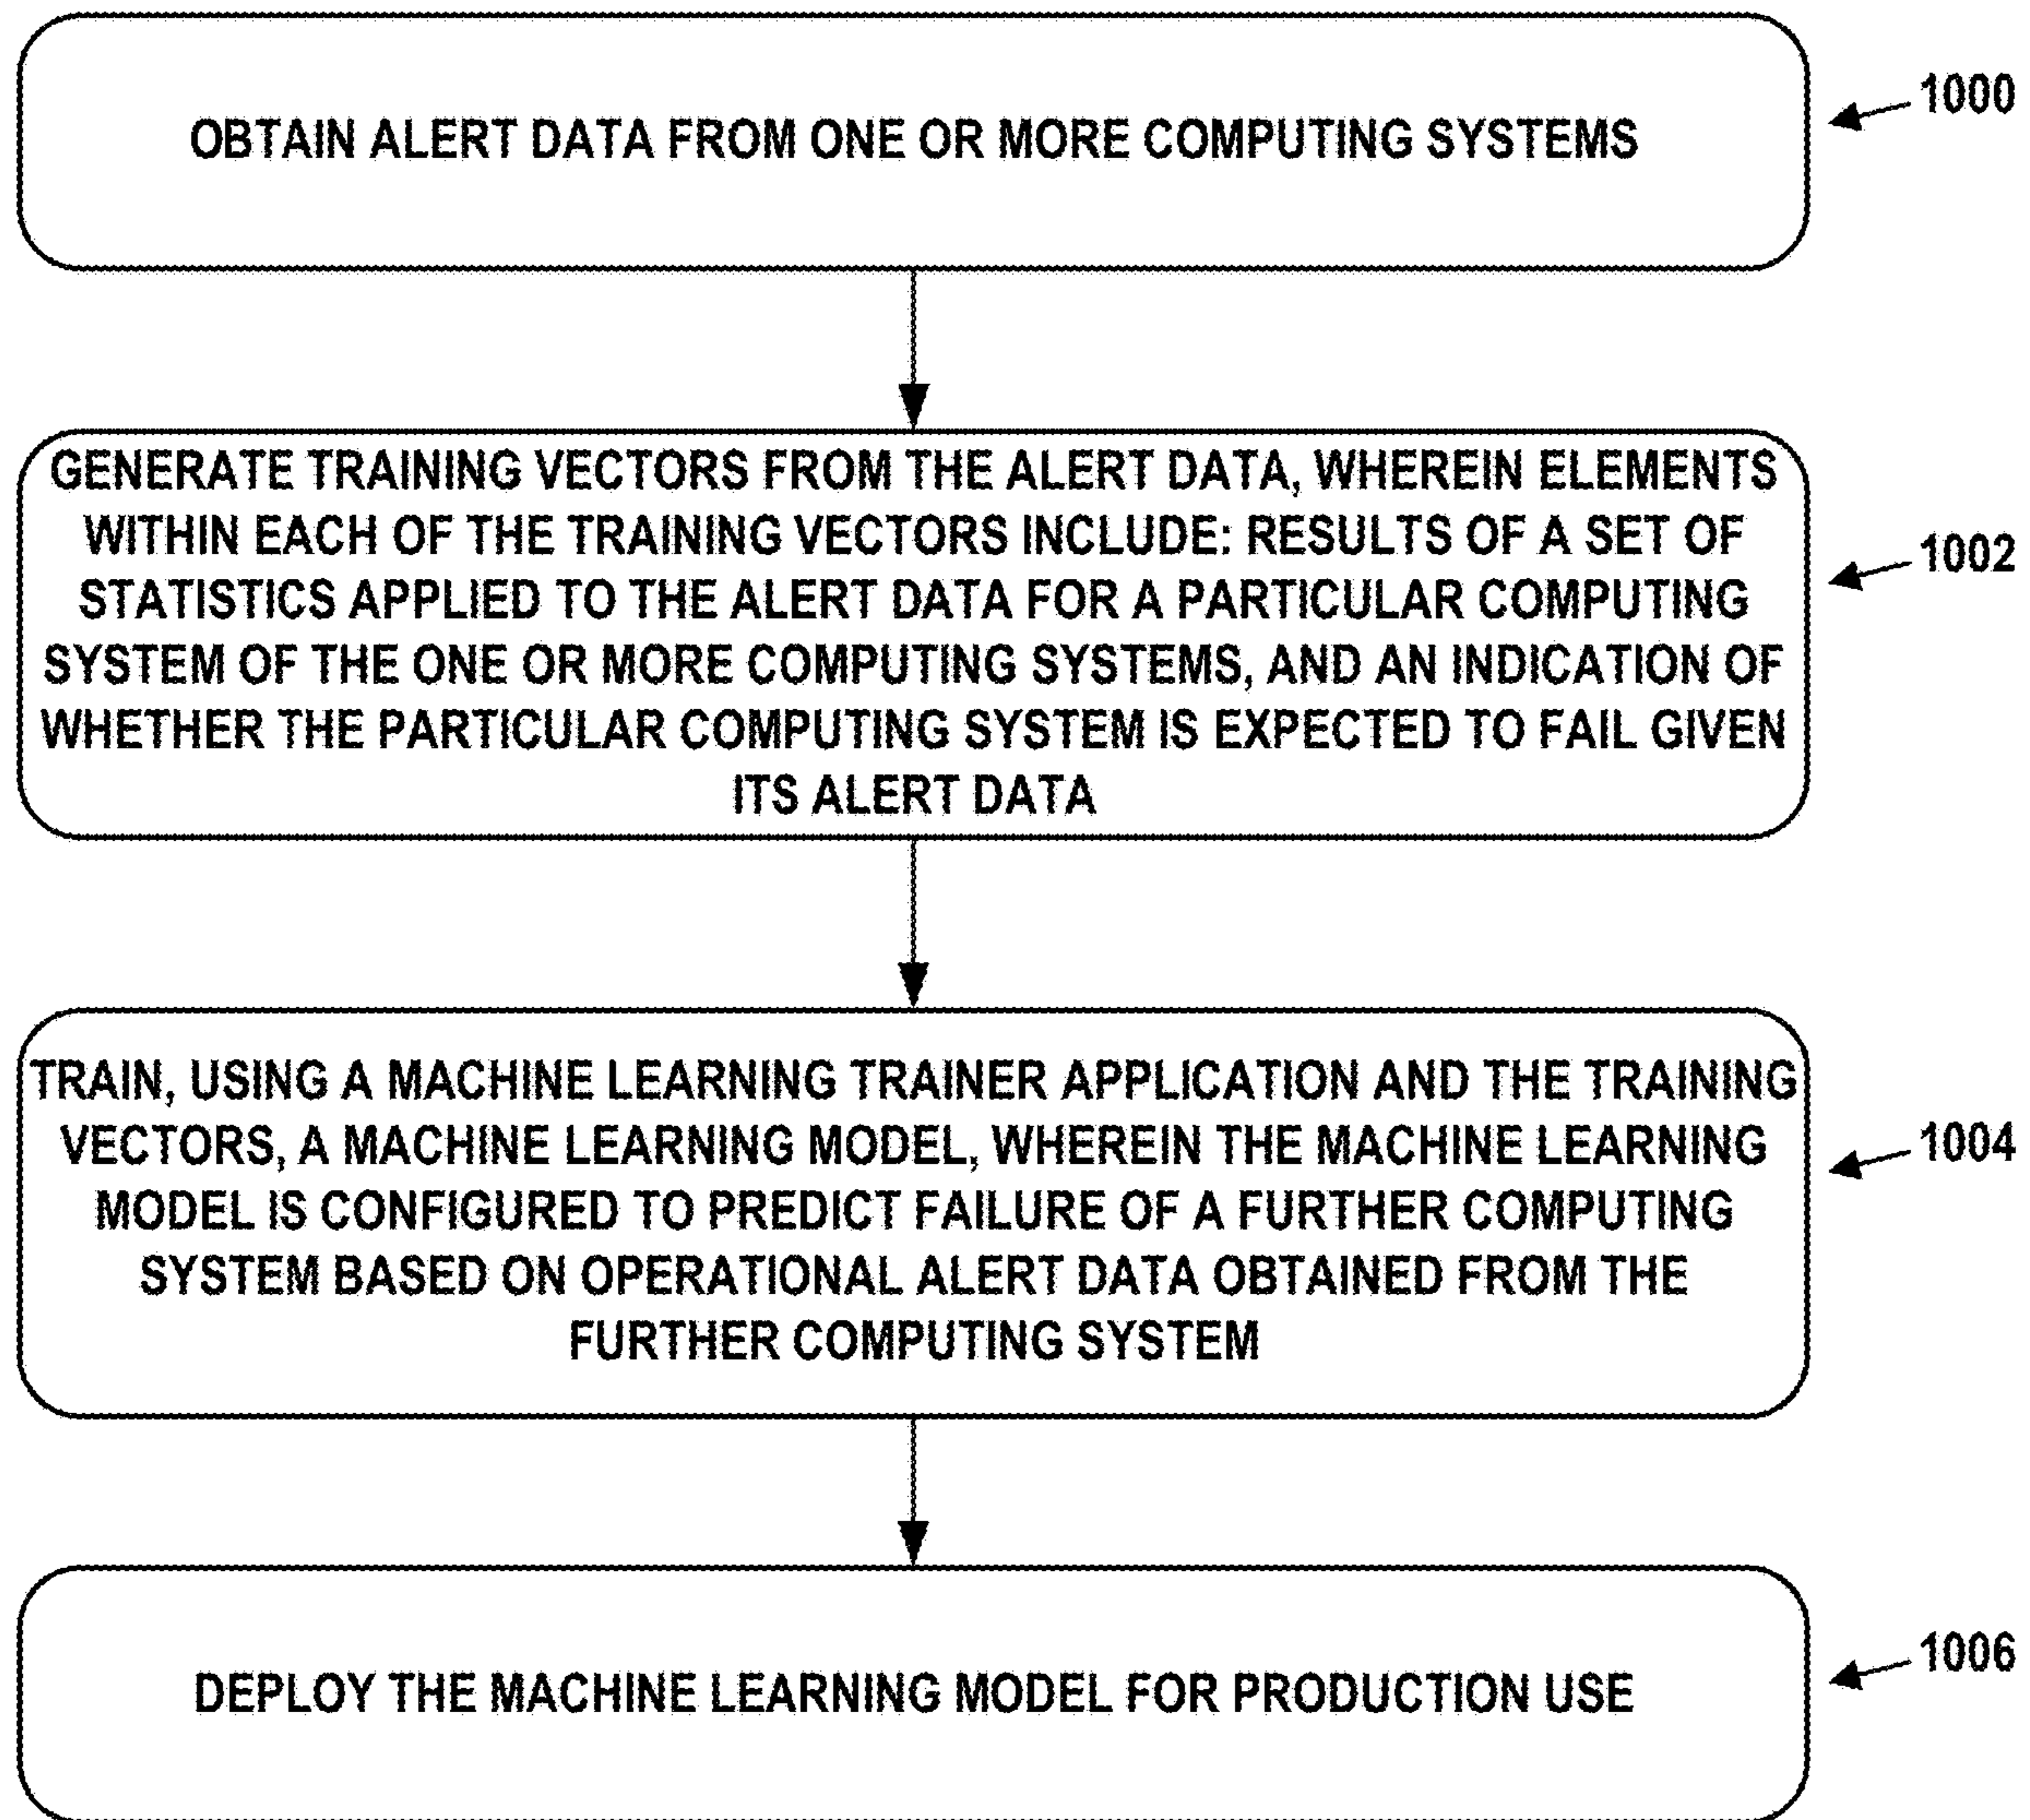 OBTAIN ALERT DATA FROM ONE OR MORE COMPUTING SYSTEMS
1000
GENERATE TRAINING VECTORS FROM THE ALERT DATA, WHEREIN ELEMENTS
WITHIN EACH OF THE TRAINING VECTORS INCLUDE: RESULTS OF A SET OF
STATISTICS APPLIED TO THE ALERT DATA FOR A PARTICULAR COMPUTING
SYSTEM OF THE ONE OR MORE COMPUTING SYSTEMS, AND AN INDICATION OF
WHETHER THE PARTICULAR COMPUTING SYSTEM IS EXPECTED TO FAIL GIVEN
ITS ALERT DATA
1002
TRAIN, USING A MACHINE LEARNING TRAINER APPLICATION AND THE TRAINING
VECTORS, A MACHINE LEARNING MODEL, WHEREIN THE MACHINE LEARNING
MODEL IS CONFIGURED TO PREDICT FAILURE OF A FURTHER COMPUTING
SYSTEM BASED ON OPERATIONAL ALERT DATA OBTAINED FROM THE
FURTHER COMPUTING SYSTEM
1004
DEPLOY THE MACHINE LEARNING MODEL FOR PRODUCTION USE
1006